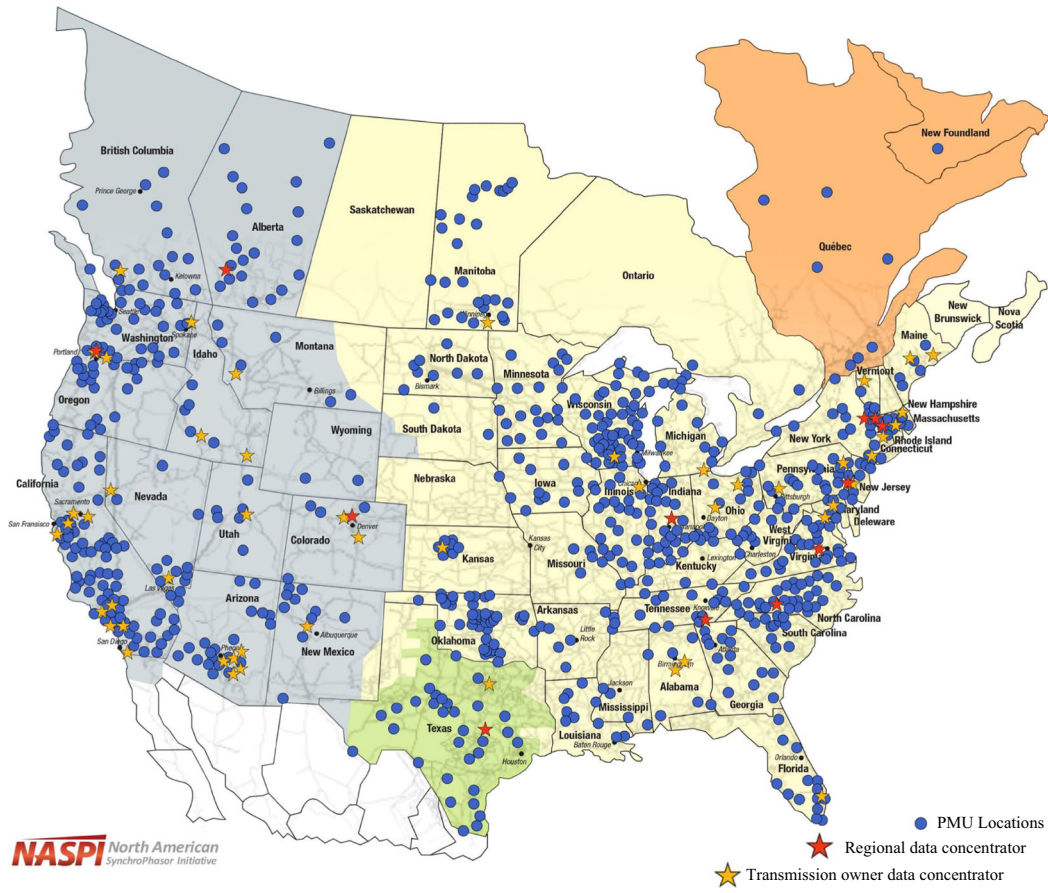 New Foundland
British Columbia
Prince George
Alberta
Saskatchewan
Québec
Kelowna
Manitoba
Ontario
New
Brunswick
Nova
Scotia
Seattle
Winnipeg
Maine
Washington
Spokane
Portland
Idaho
Montana
North Dakota
Minnesota
Vermont
Bismark
Billings
Oregon
Wyoming
South Dakota
Wisconsin
New Hampshire
Massachusetts
Michigan
New York
Rhode Island
Connecticut
Milwaukee
California
Nevada
Nebraska
Iowa
Chicago
Illinois
Indiana
Pennsylvania
Pittsburgh
New Jersey
Sacramento
San Fransisco
Utah
Colorado
Denver
Ohio
Dayton
Maryland
Deleware
West
Virginia
Virginia
Kansas
Kansas
City
Missouri
Lexington
Charleston
Kentucky
Las Vegas
Arizona
Tennessee
Knoxville
North Carolina
Arkansas
Little
Rock
South Carolina
San Diego
Phoenix
Albuquerque
New Mexico
Oklahoma
Birmingham
Atlanta
Alabama
Jackson
Mississippi
Georgia
Texas
Louisiana
Baton Rouge
Houston
Orlando
Florida
PMU Locations
NASPI North American
SynchroPhasor Initiative
Regional data concentrator
Transmission owner data concentrator